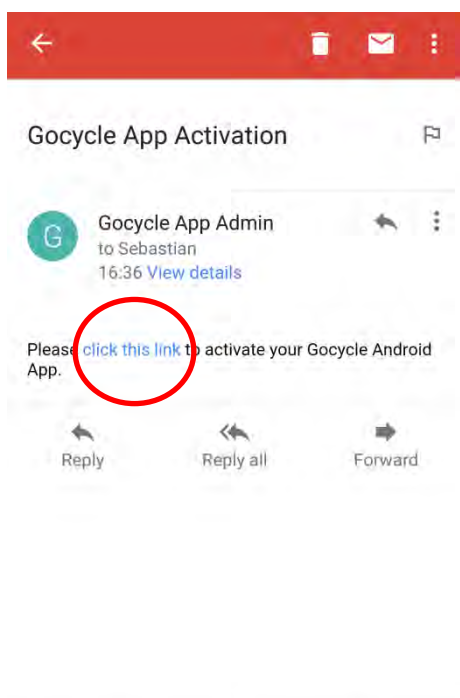 Gocycle App Activation
G
Gocycle App Admin
to Sebastian
16:36 View details
Please click this link to activate your Gocycle Android
App.
Reply Reply all Forward